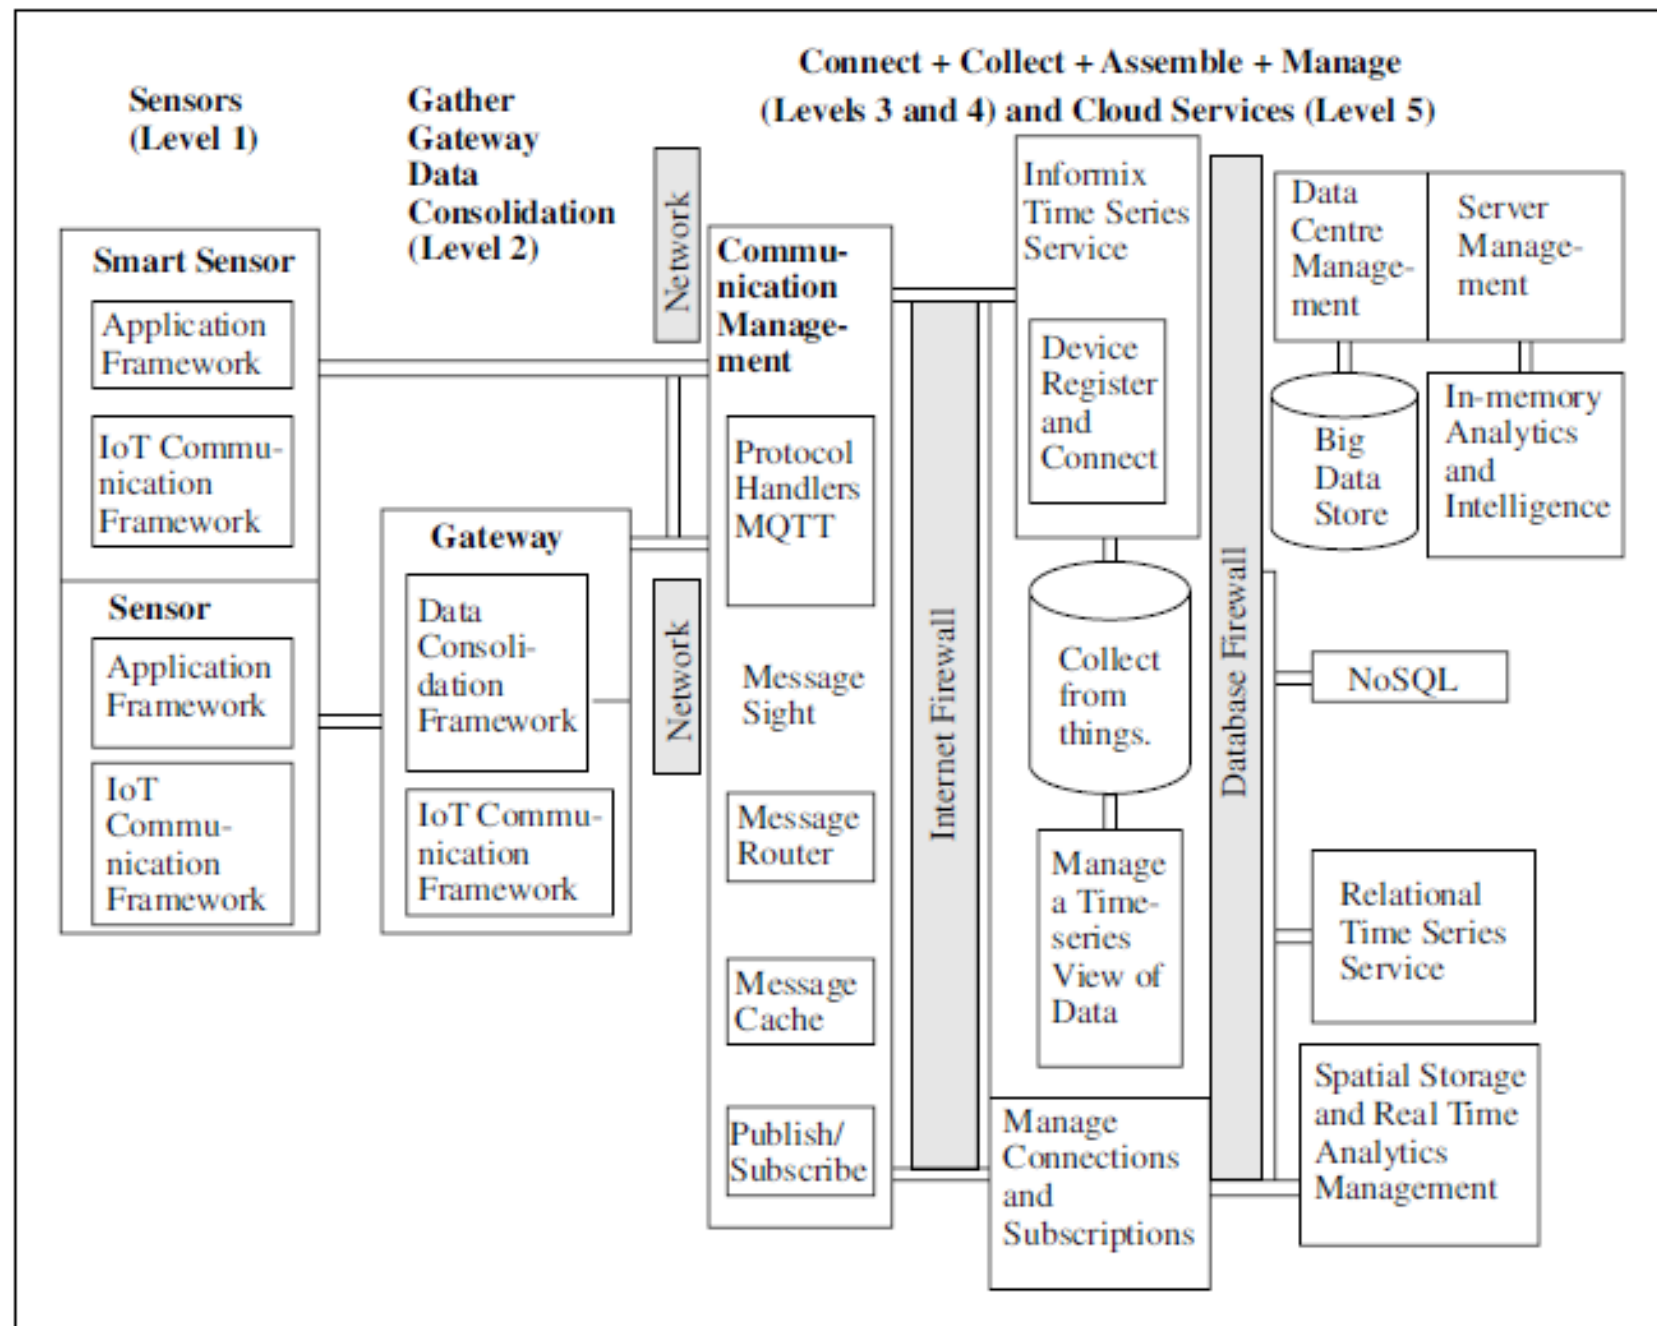 Connect + Collect + Assemble + Manage
(Levels 3 and 4) and Cloud Services (Level 5)
Sensors
(Level 1)
Gather
Gateway
Data
Consolidation
(Level 2)
Smart Sensor
Application
Framework
IoT Commu-
nication
Framework
Sensor
Application
Framework
IoT
Commu-
nication
Framework
Gateway
Data
Consoli-
dation
Framework
IoT Commu-
nication
Framework
Network
Network
Commu-
nication
Manage-
ment
Protocol
Handlers
MQTT
Message
Sight
Message
Router
Message
Cache
Publish/
Subscribe
Internet Firewall
Informix
Time Series
Service
Device
Register
and
Connect
Collect
from
things.
Manage
a Time-
series
View of
Data
Manage
Connections
and
Subscriptions
Database Firewall
Data
Centre
Manage-
ment
Server
Manage-
ment
Big
Data
Store
In-memory
Analytics
and
Intelligence
NoSQL
Relational
Time Series
Service
Spatial Storage
and Real Time
Analytics
Management